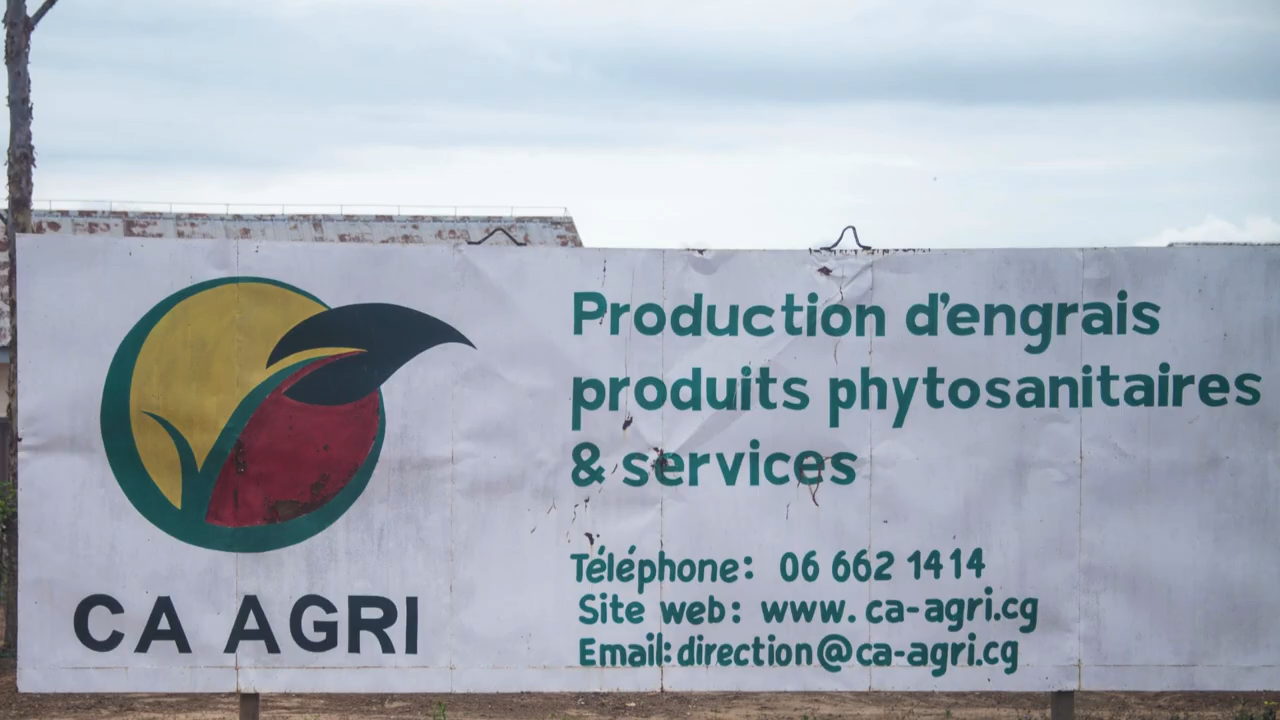 CA AGRI
Production d'engrais
produits phytosanitaires
& services
Téléphone: 06 662 1414
Site web: www. ca-agri.cg
Email:direction@ca-agri.cg